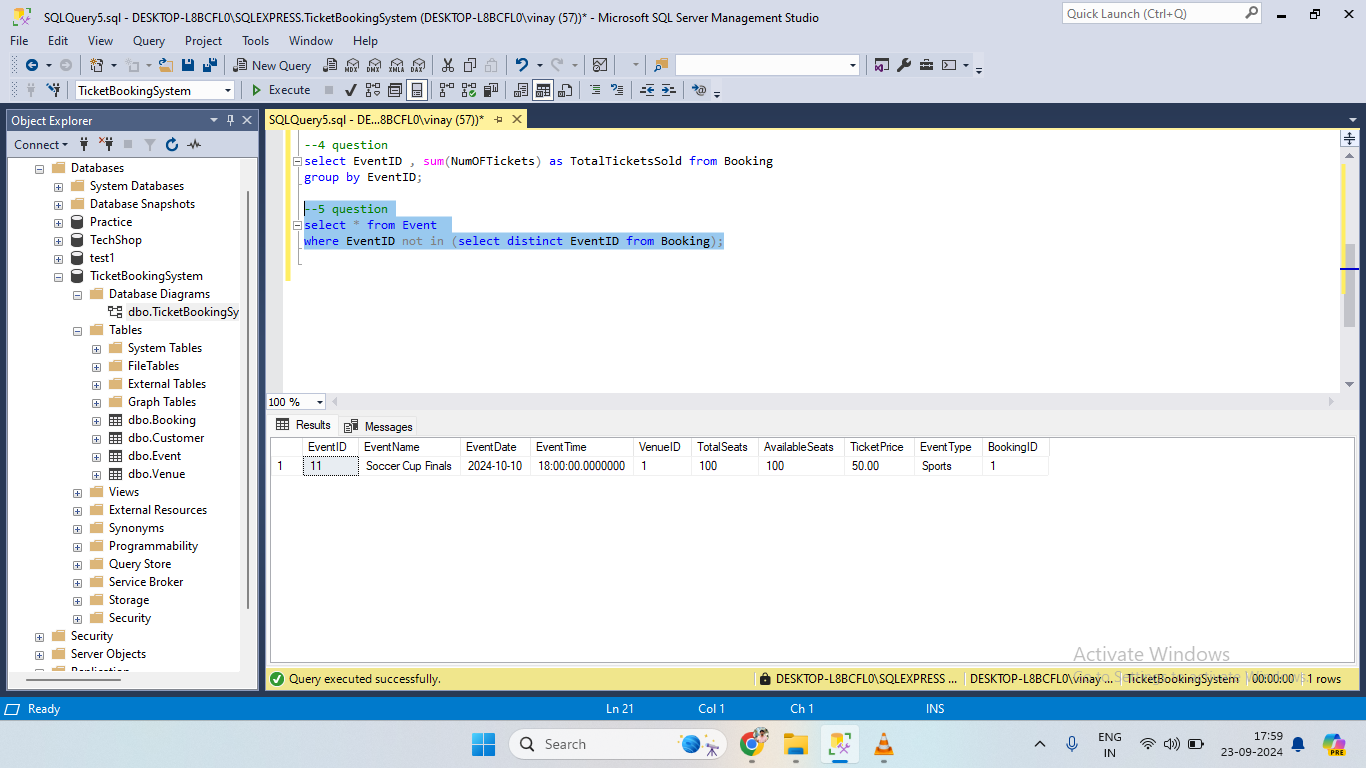 SQLQuery5.sql - DESKTOP-L8BCFL0\SQLEXPRESS.TicketBookingSystem (DESKTOP-L8BCFL0\vinay (57))* - Microsoft SQL Server Management Studio
Quick Launch (Ctrl+Q)
File Edit View Query Project Tools Window Help
New Query MDX DMX XMLA DAX
TicketBookingSystem Execute
Object Explorer
Connect
Databases
System Databases
Database Snapshots
Practice
TechShop
test1
TicketBookingSystem
Database Diagrams
dbo.TicketBookingSy
Tables
System Tables
FileTables
External Tables
Graph Tables
dbo.Booking
dbo.Customer
dbo.Event
dbo.Venue
Views
External Resources
Synonyms
Programmability
Query Store
Service Broker
Storage
Security
Security
Server Objects
Replication
SQLQuery5.sql - DE...8BCFL0\vinay (57))*
--4 question
select EventID , sum(NumOFTickets) as TotalTicketsSold from Booking
group by EventID;
--5 question
select * from Event
where EventID not in (select distinct EventID from Booking);
100 %
Results Messages
EventID EventName EventDate EventTime VenueID TotalSeats AvailableSeats TicketPrice EventType BookingID
1 11 Soccer Cup Finals 2024-10-10 18:00:00.0000000 1 100 100 50.00 Sports 1
Activate Windows
Go to Settings to activate Windows.
Query executed successfully. DESKTOP-L8BCFL0\SQLEXPRESS ... DESKTOP-L8BCFL0\vinay ... TicketBookingSystem 00:00:00 1 rows
Ready Ln 21 Col 1 Ch 1 INS
Search
ENG
IN
17:59
23-09-2024
PRE